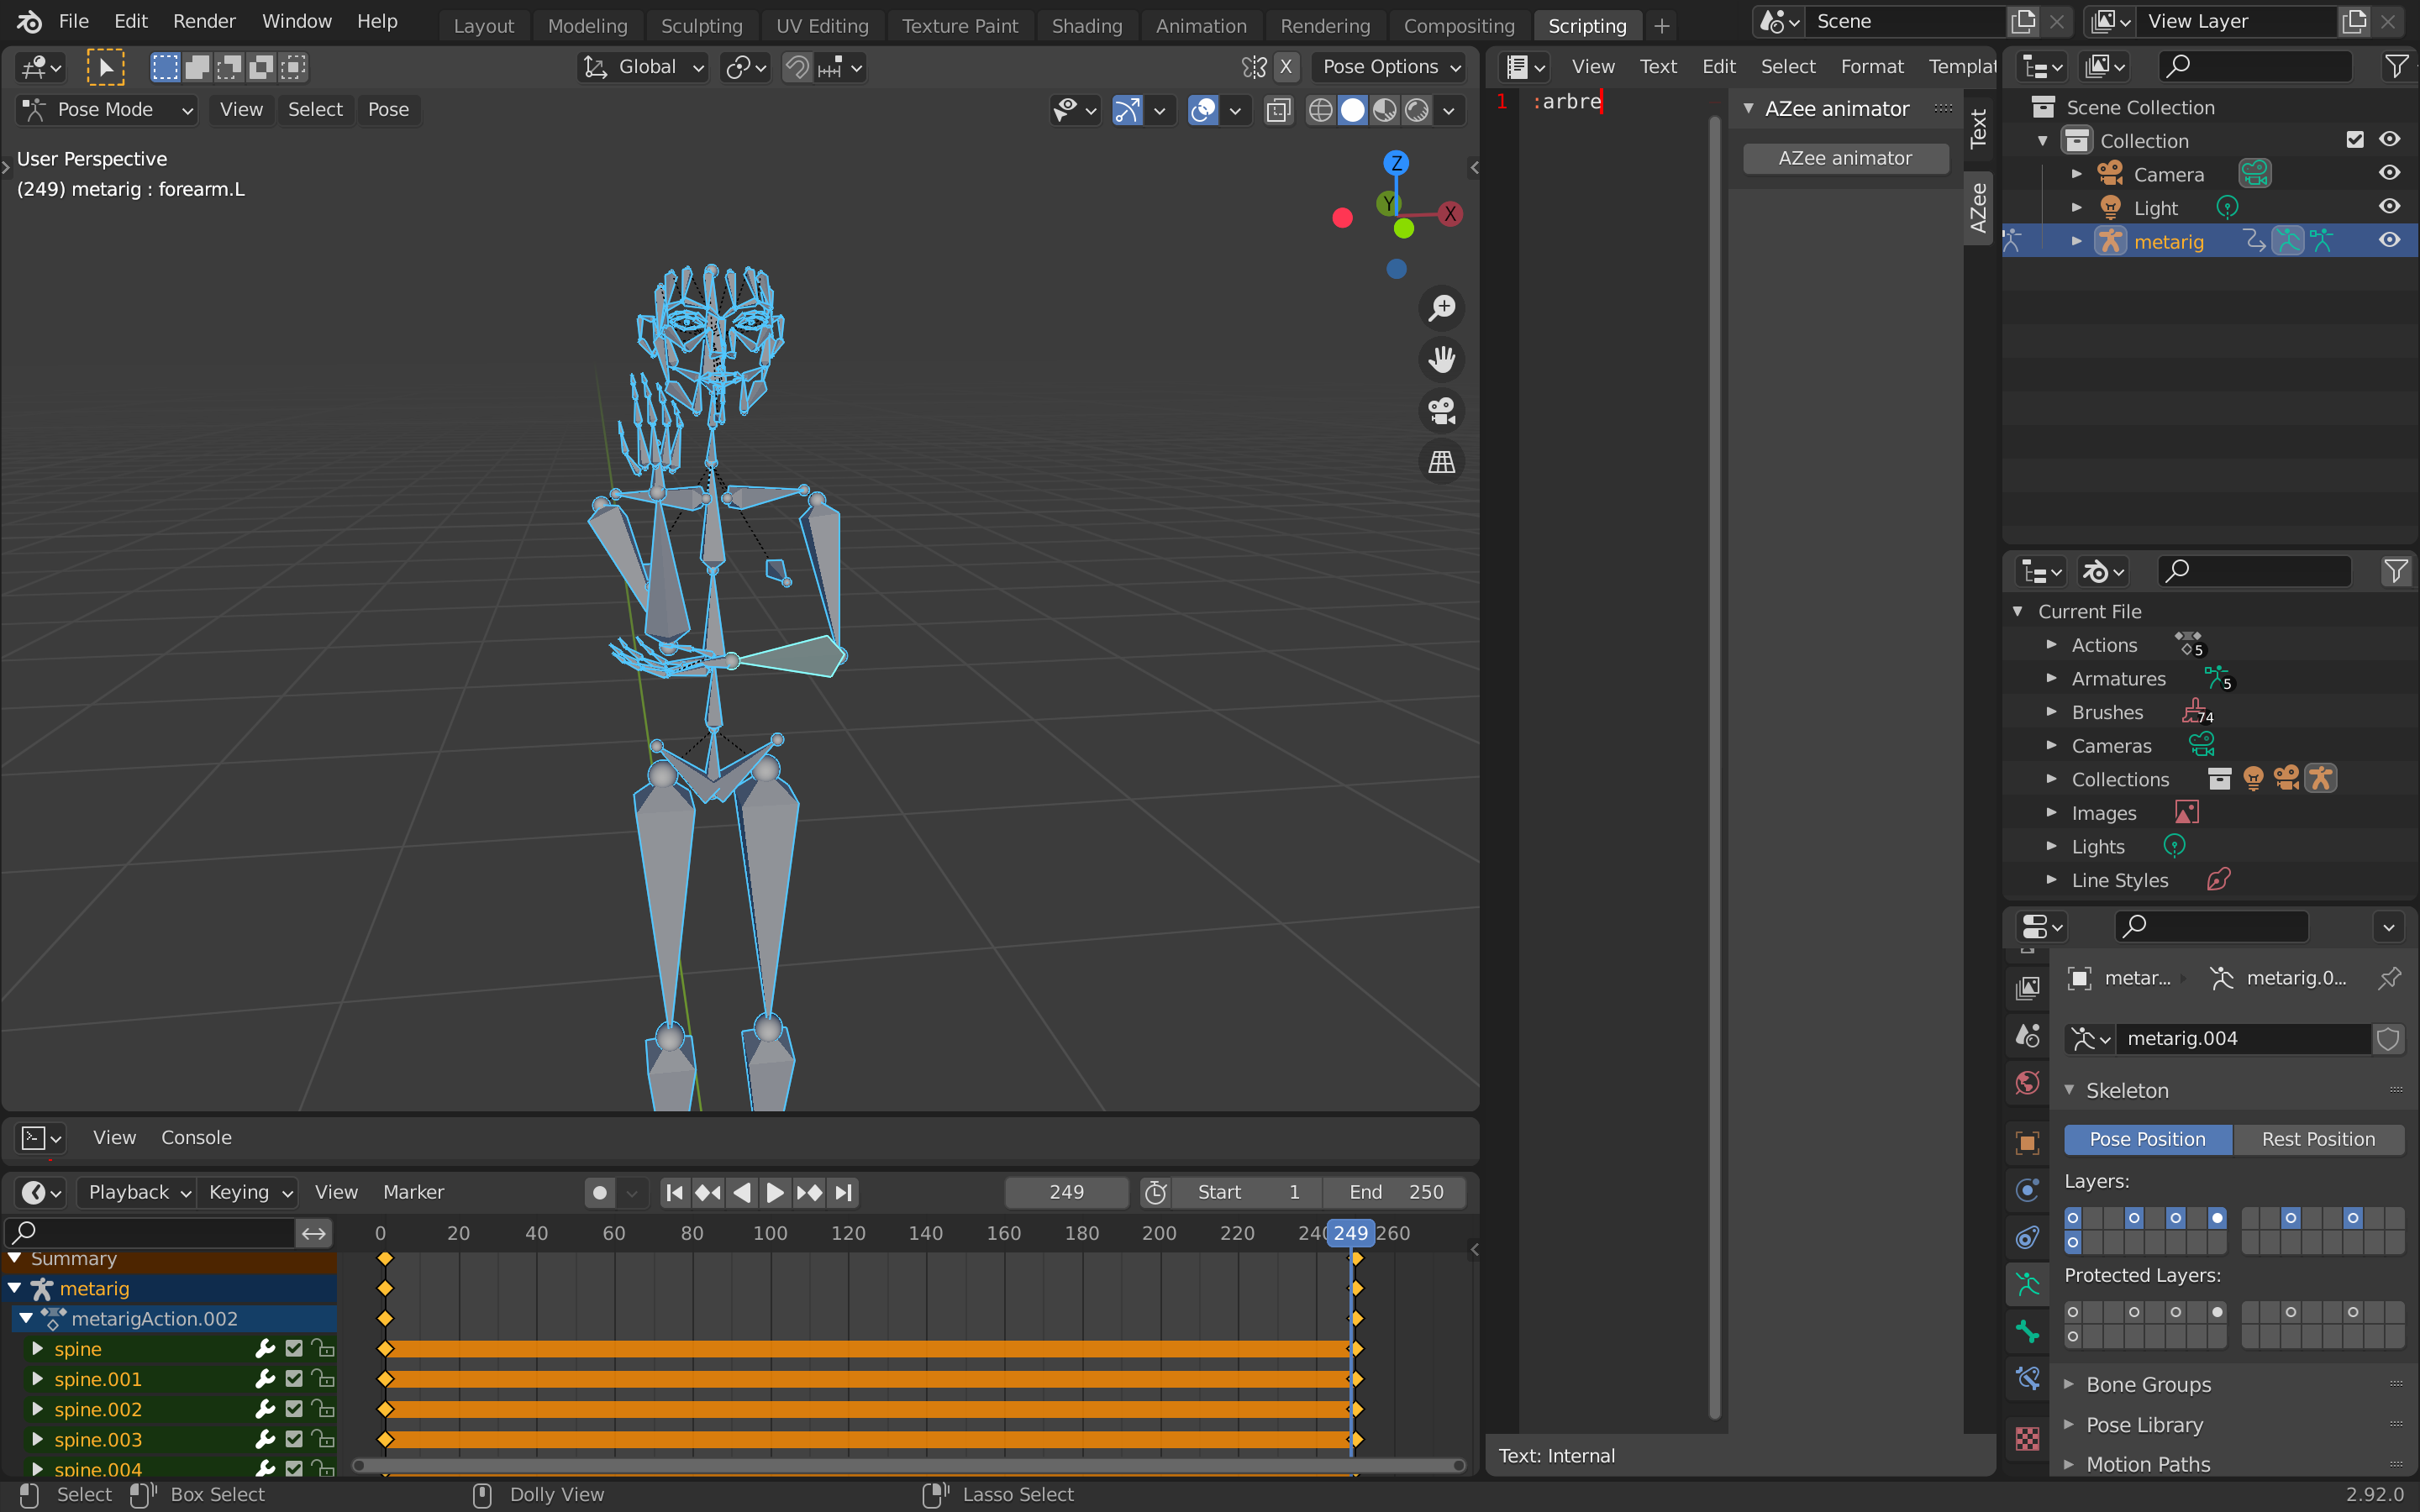 File Edit Render Window Help Layout Modeling Sculpting UV Editing Texture Paint Shading Animation Rendering Compositing Scripting + Scene View Layer
Global X Pose Options
Pose Mode View Select Pose
User Perspective
(249) metarig : forearm.L
Z
Y
X
View Text Edit Select Format Templat
1 :arbre
AZee animator
AZee animator
Text
AZee
Scene Collection
Collection
Camera
Light
metarig
Current File
Actions 5
Armatures 5
Brushes 74
Cameras
Collections
Images
Lights
Line Styles
metar... metarig.0...
metarig.004
Skeleton
Pose Position Rest Position
Layers:
Protected Layers:
Bone Groups
Pose Library
Motion Paths
View Console
Playback Keying View Marker 249 Start 1 End 250
0 20 40 60 80 100 120 140 160 180 200 220 240 249 260
Summary
metarig
metarigAction.002
spine
spine.001
spine.002
spine.003
spine.004
Text: Internal
Select Box Select Dolly View Lasso Select 2.92.0